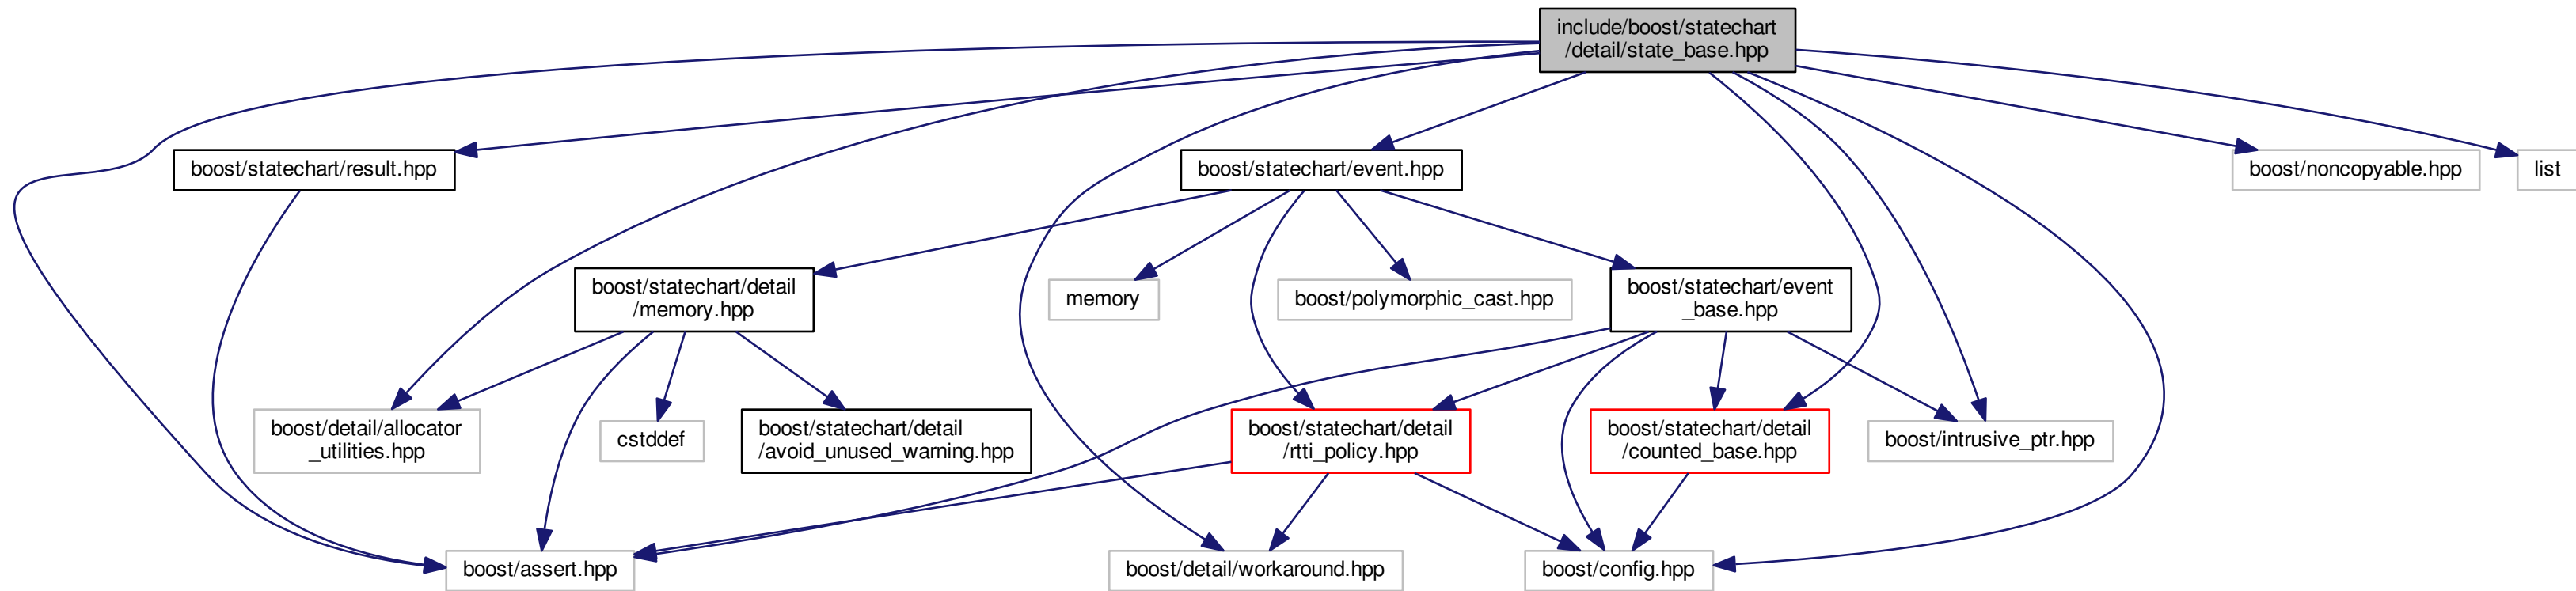 include/boost/statechart
/detail/state_base.hpp
boost/statechart/result.hpp
boost/statechart/event.hpp
boost/noncopyable.hpp
list
boost/statechart/detail
/memory.hpp
memory
boost/polymorphic_cast.hpp
boost/statechart/event
_base.hpp
boost/detail/allocator
_utilities.hpp
cstddef
boost/statechart/detail
/avoid_unused_warning.hpp
boost/statechart/detail
/rtti_policy.hpp
boost/statechart/detail
/counted_base.hpp
boost/intrusive_ptr.hpp
boost/assert.hpp
boost/detail/workaround.hpp
boost/config.hpp